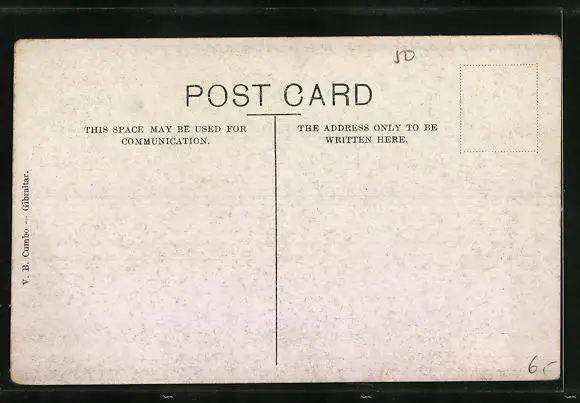 50
POST CARD
THIS SPACE MAY BE USED FOR
COMMUNICATION.
THE ADDRESS ONLY TO BE
WRITTEN HERE.
V. B. Cumbo — Gibraltar.
6,-